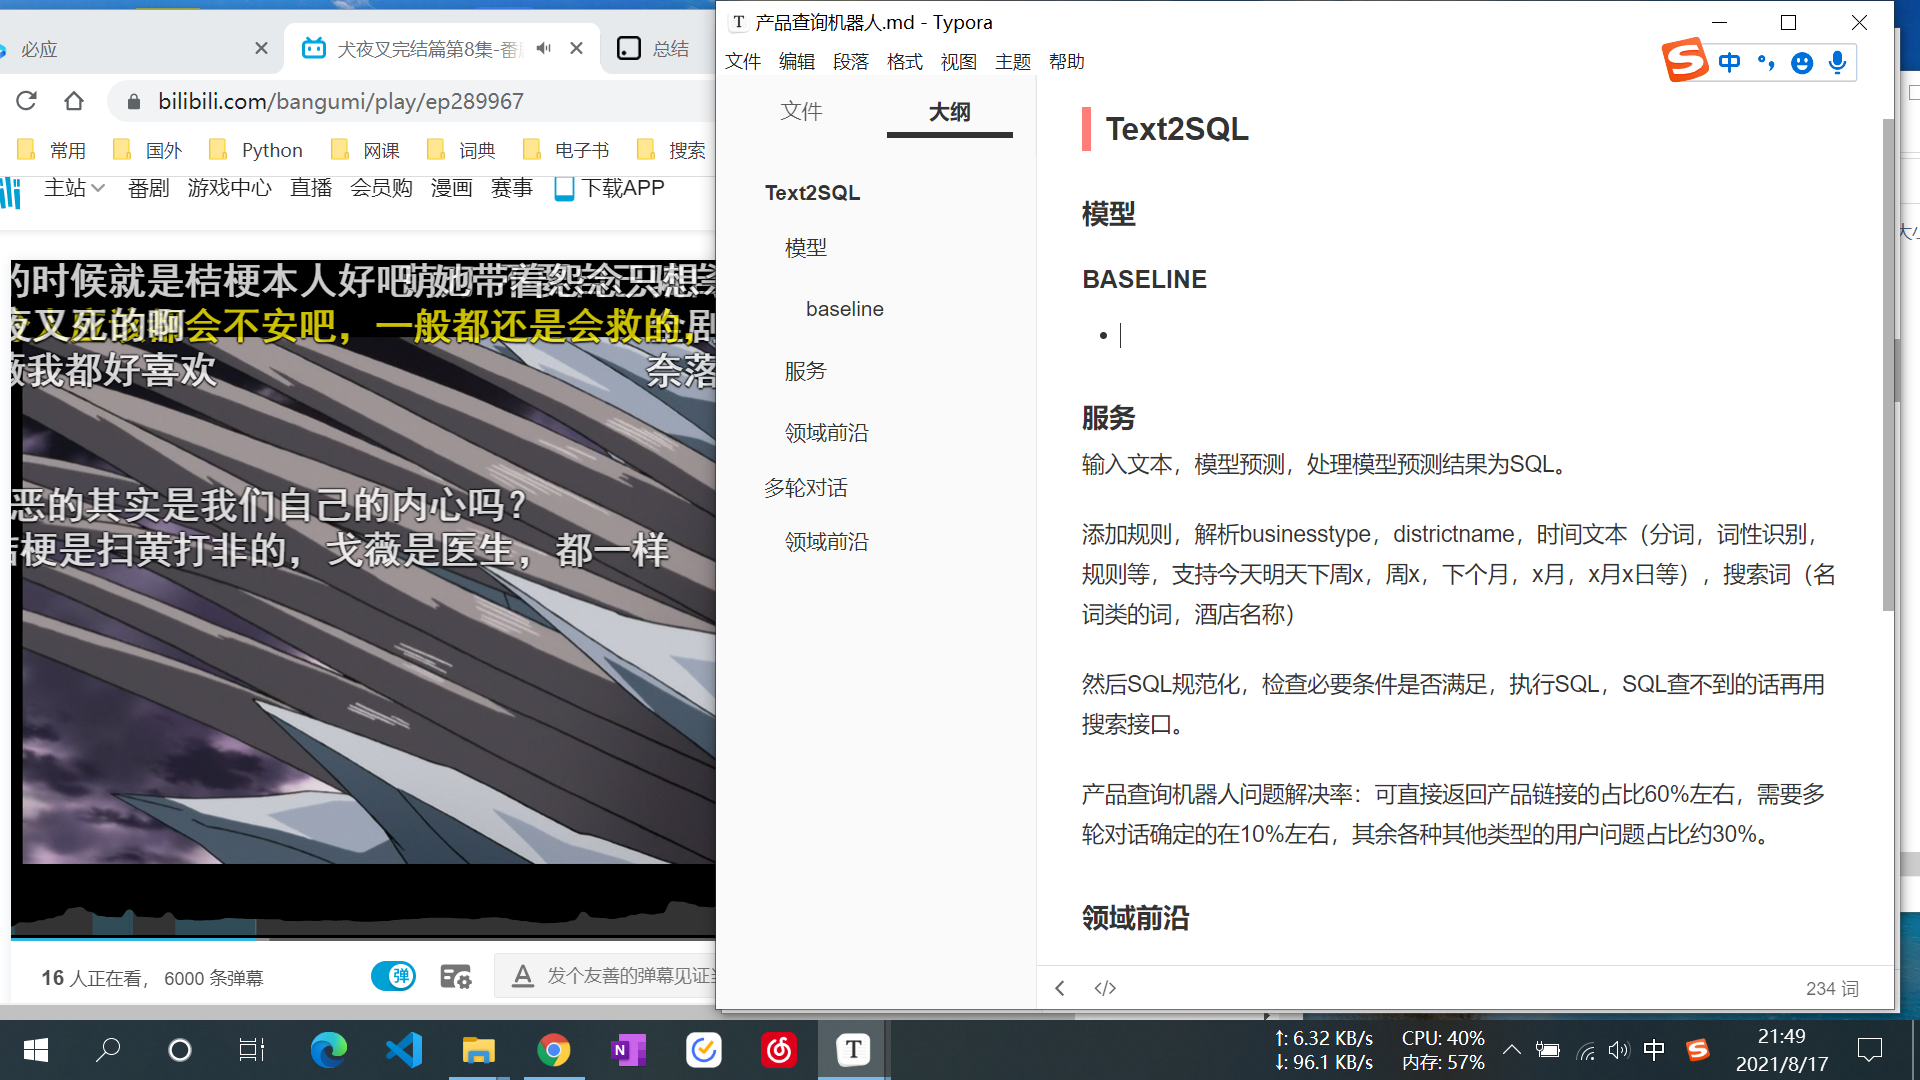 必应
犬夜叉完结篇第8集-番
总结
bilibili.com/bangumi/play/ep289967
常用
国外
Python
网课
词典
电子书
搜索
主站
番剧
游戏中心
直播
会员购
漫画
赛事
下载APP
的时候就是桔梗本人好吧
夜叉死的啊
会不安吧，一般都还是会救的，
薇我都好喜欢
奈落
恶的其实是我们自己的内心吗？
桔梗是扫黄打非的，戈薇是医生，都一样
16 人正在看， 6000 条弹幕
弹
发个友善的弹幕见证
产品查询机器人.md - Typora
文件 编辑 段落 格式 视图 主题 帮助
中
文件
大纲
Text2SQL
模型
baseline
服务
领域前沿
多轮对话
领域前沿
Text2SQL
模型
BASELINE
服务
输入文本，模型预测，处理模型预测结果为SQL。
添加规则，解析businesstype，districtname，时间文本（分词，词性识别，
规则等，支持今天明天下周x，周x，下个月，x月，x月x日等），搜索词（名
词类的词，酒店名称）
然后SQL规范化，检查必要条件是否满足，执行SQL，SQL查不到的话再用
搜索接口。
产品查询机器人问题解决率：可直接返回产品链接的占比60%左右，需要多
轮对话确定的在10%左右，其余各种其他类型的用户问题占比约30%。
领域前沿
234 词
大小
↑: 6.32 KB/s
↓: 96.1 KB/s
CPU: 40%
内存: 57%
中
21:49
2021/8/17